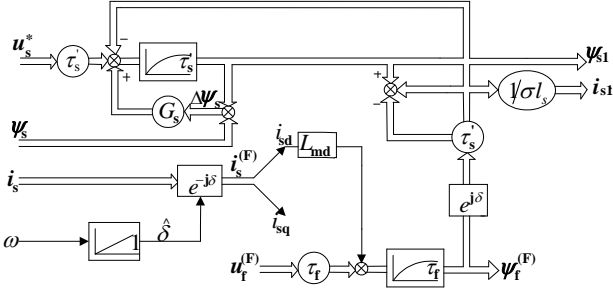 u_s^* τ_s' − + τ_s' ψ_s1
G_s Δψ_s + − 1/σl_s i_s1
ψ_s τ_s'
i_s e^{-jδ} i_s^{(F)} i_sd L_md e^{jδ}
i_sq
ω 1 δ̂
u_f^{(F)} τ_f τ_f ψ_f^{(F)}